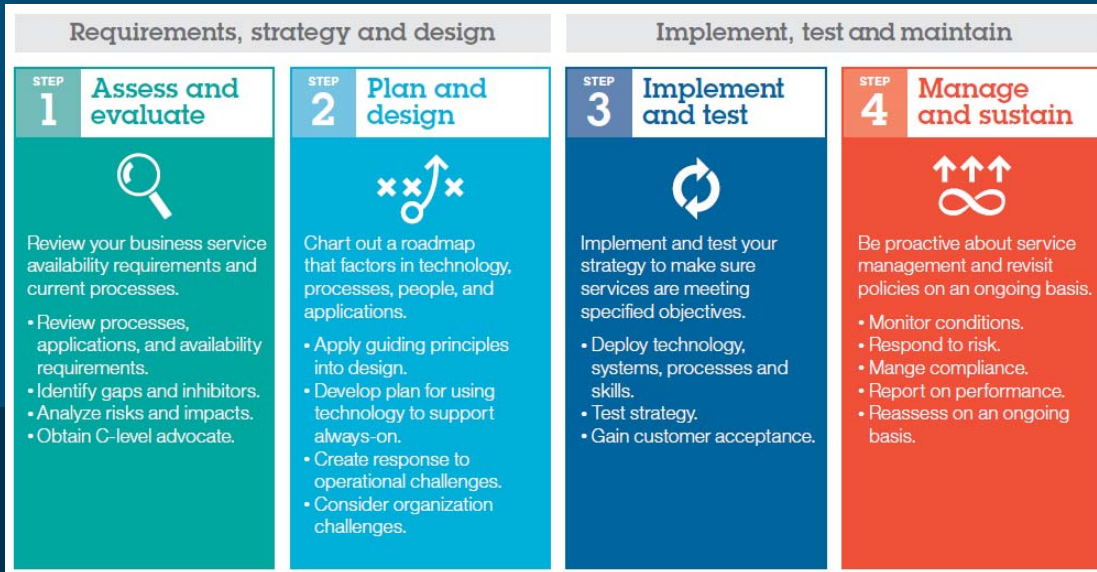 Requirements, strategy and design
Implement, test and maintain
STEP
1
Assess and
evaluate
Review your business service
availability requirements and
current processes.
• Review processes,
applications, and availability
requirements.
• Identify gaps and inhibitors.
• Analyze risks and impacts.
• Obtain C-level advocate.
STEP
2
Plan and
design
Chart out a roadmap
that factors in technology,
processes, people, and
applications.
• Apply guiding principles
into design.
• Develop plan for using
technology to support
always-on.
• Create response to
operational challenges.
• Consider organization
challenges.
STEP
3
Implement
and test
Implement and test your
strategy to make sure
services are meeting
specified objectives.
• Deploy technology,
systems, processes and
skills.
• Test strategy.
• Gain customer acceptance.
STEP
4
Manage
and sustain
Be proactive about service
management and revisit
policies on an ongoing basis.
• Monitor conditions.
• Respond to risk.
• Mange compliance.
• Report on performance.
• Reassess on an ongoing
basis.